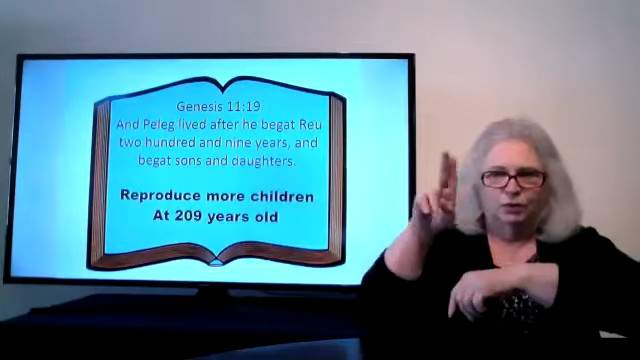 Genesis 11:19
And Peleg lived after he begat Reu
two hundred and nine years, and
begat sons and daughters.
Reproduce more children
At 209 years old